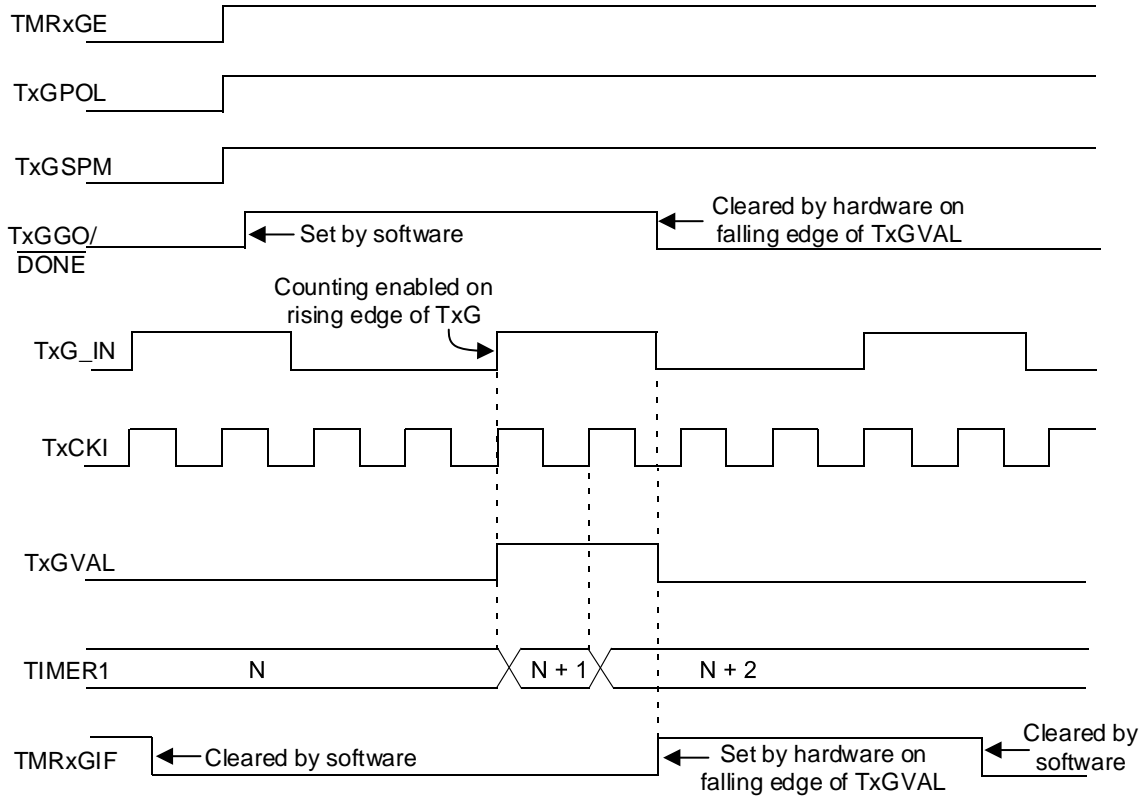 TMRxGE
TxGPOL
TxGSPM
TxGGO/
DONE
Set by software
Cleared by hardware on
falling edge of TxGVAL
Counting enabled on
rising edge of TxG
TxG_IN
TxCKI
TxGVAL
TIMER1
N
N + 1
N + 2
TMRxGIF
Cleared by software
Set by hardware on
falling edge of TxGVAL
Cleared by
software